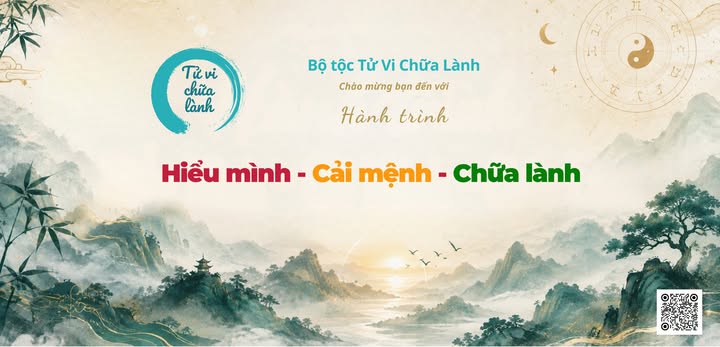 Tử vi
chữa
lành
Bộ tộc Tử Vi Chữa Lành
Chào mừng bạn đến với
Hành trình
Hiểu mình - Cải mệnh - Chữa lành